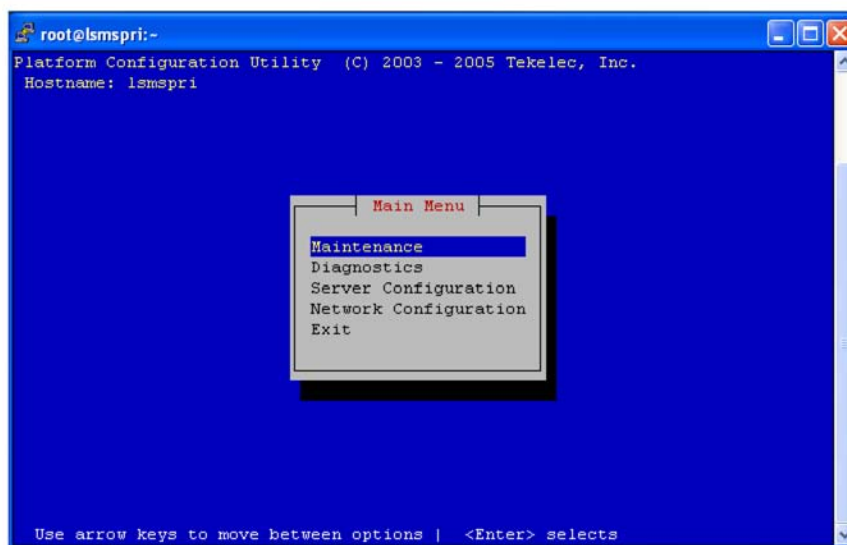 root@lsmspri:~
Platform Configuration Utility (C) 2003 - 2005 Tekelec, Inc.
Hostname: lsmspri
Main Menu
Maintenance
Diagnostics
Server Configuration
Network Configuration
Exit
Use arrow keys to move between options | <Enter> selects